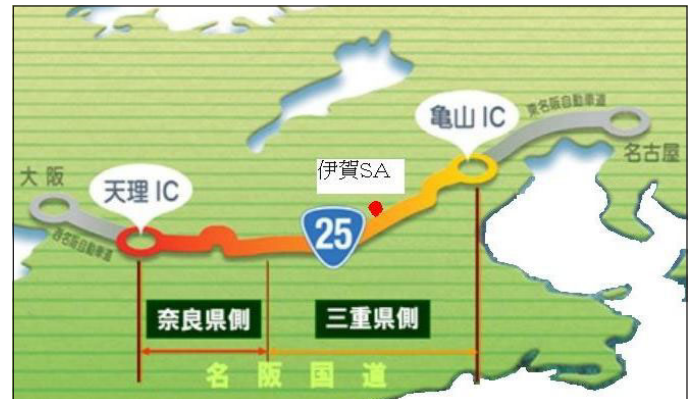 亀山 IC
東名阪自動車道
名古屋
伊賀SA
大阪
天理 IC
西名阪自動車道
25
奈良県側
三重県側
名阪国道